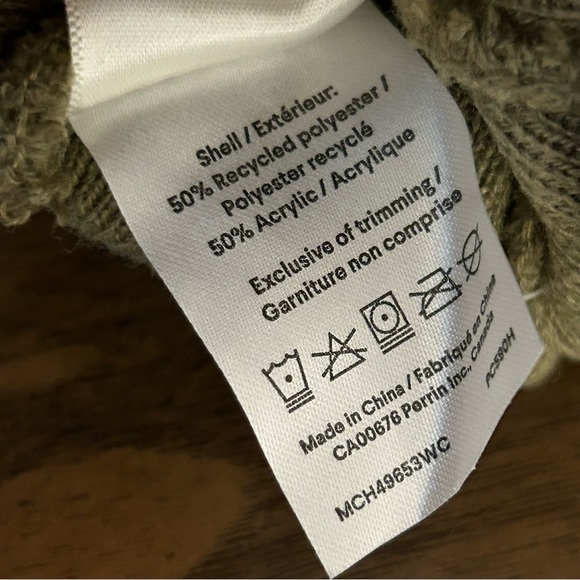 Shell / Extérieur:
50% Recycled polyester /
Polyester recyclé
50% Acrylic / Acrylique
Exclusive of trimming /
Garniture non comprise
Made in China / Fabriqué en Chine
CA00676 Perrin Inc., Canada
PC590H
MCH49653WC